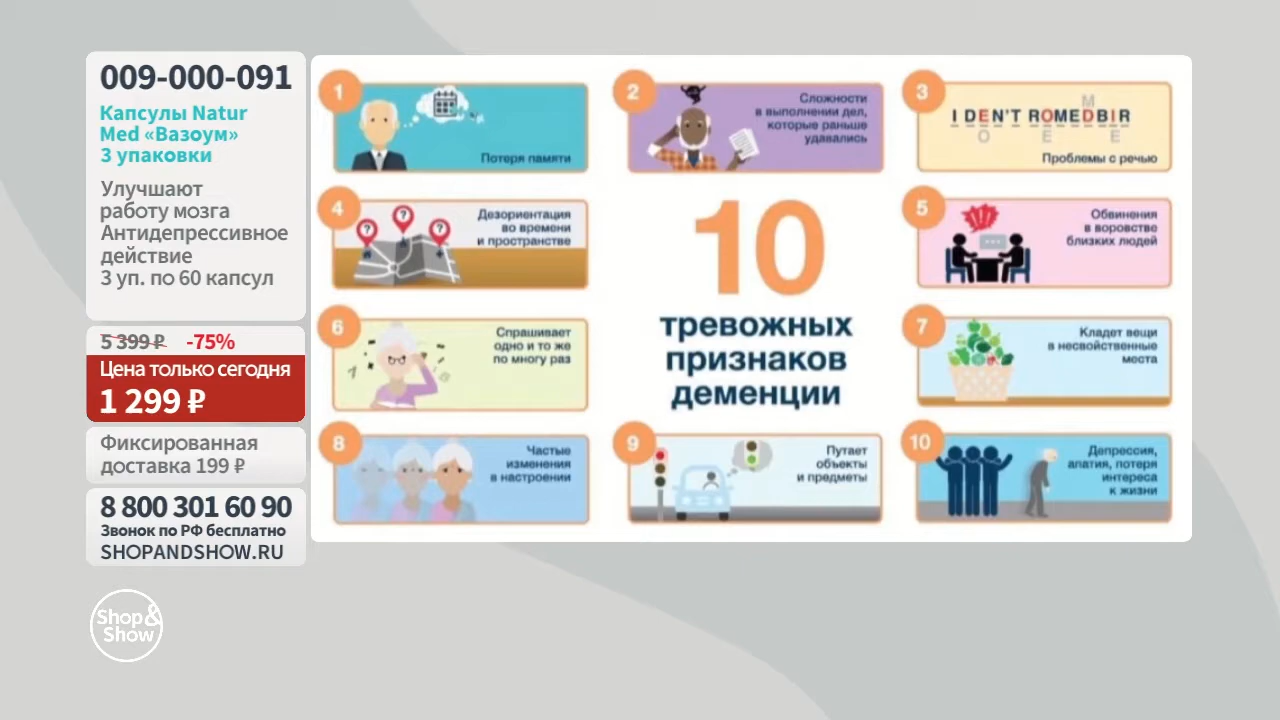 009-000-091
Капсулы Natur
Med «Вазоум»
3 упаковки
Улучшают
работу мозга
Антидепрессивное
действие
3 уп. по 60 капсул
5 399 ₽ -75%
Цена только сегодня
1 299 ₽
Фиксированная
доставка 199 ₽
8 800 301 60 90
Звонок по РФ бесплатно
SHOPANDSHOW.RU
Shop&
Show
1
Потеря памяти
2
Сложности
в выполнении дел,
которые раньше
удавались
3
M
I DEN'T ROMEDBIR
O E E
Проблемы с речью
4
Дезориентация
во времени
и пространстве
10
тревожных
признаков
деменции
5
Обвинения
в воровстве
близких людей
6
Спрашивает
одно и то же
по многу раз
7
Кладет вещи
в несвойственные
места
8
Частые
изменения
в настроении
9
Путает
объекты
и предметы
10
Депрессия,
апатия, потеря
интереса
к жизни